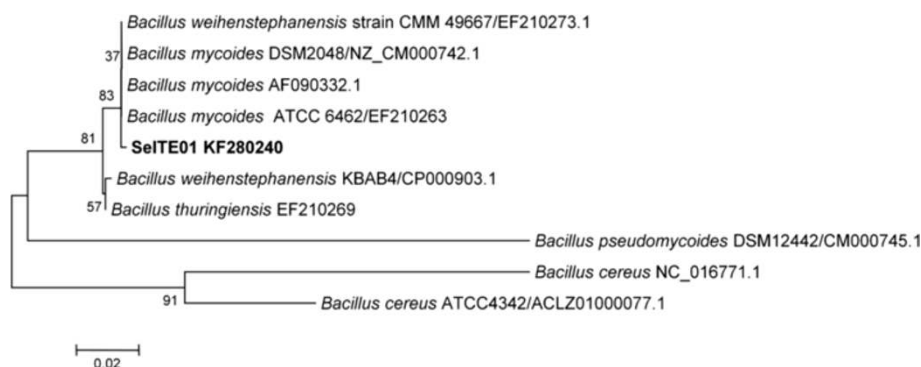 Bacillus weihenstephanensis strain CMM 49667/EF210273.1
37
Bacillus mycoides DSM2048/NZ_CM000742.1
Bacillus mycoides AF090332.1
83
Bacillus mycoides ATCC 6462/EF210263
81
SelTE01 KF280240
Bacillus weihenstephanensis KBAB4/CP000903.1
57
Bacillus thuringiensis EF210269
Bacillus pseudomycoides DSM12442/CM000745.1
Bacillus cereus NC_016771.1
91
Bacillus cereus ATCC4342/ACLZ01000077.1
0.02